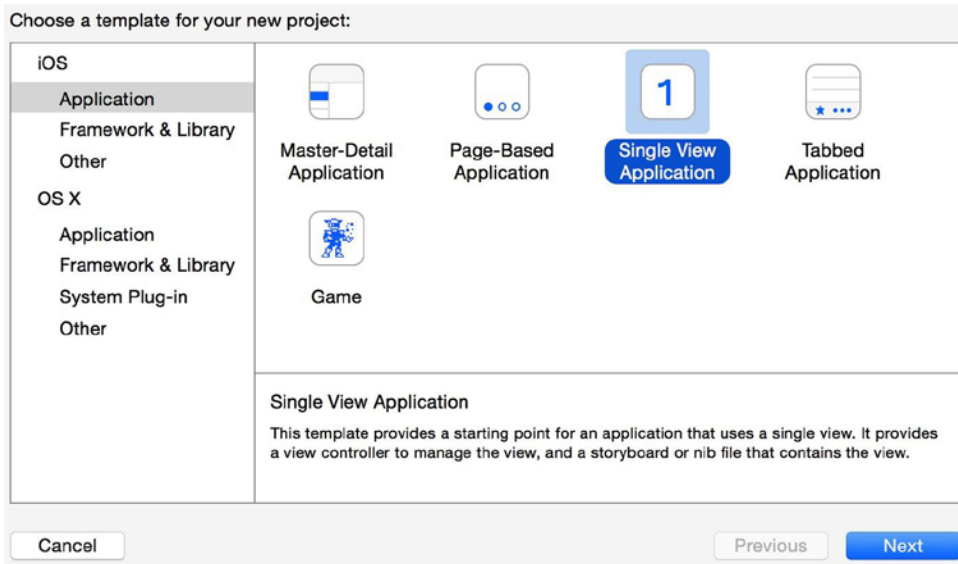 Choose a template for your new project:
iOS
Application
Framework & Library
Other
OS X
Application
Framework & Library
System Plug-in
Other
Master-Detail
Application
Page-Based
Application
1
Single View
Application
Tabbed
Application
Game
Single View Application
This template provides a starting point for an application that uses a single view. It provides
a view controller to manage the view, and a storyboard or nib file that contains the view.
Cancel
Previous
Next